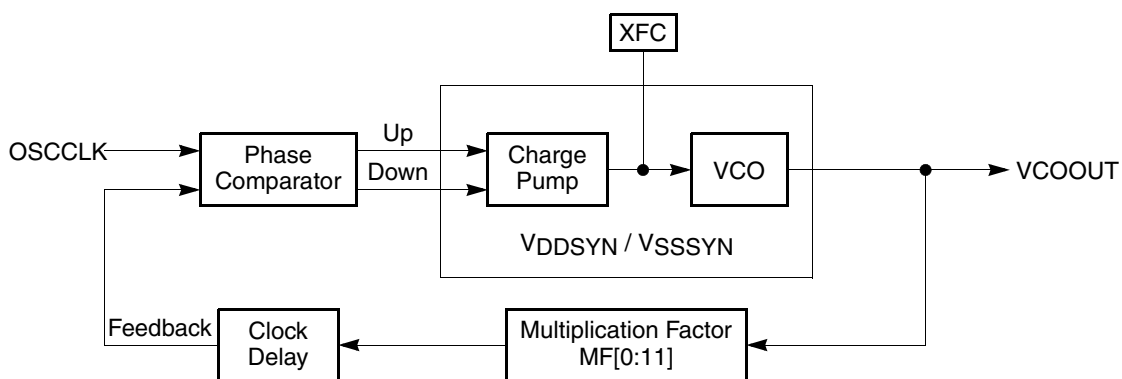 XFC
OSCCLK
Phase
Comparator
Up
Down
Charge
Pump
VCO
VCOOUT
VDDSYN / VSSSYN
Feedback
Clock
Delay
Multiplication Factor
MF[0:11]